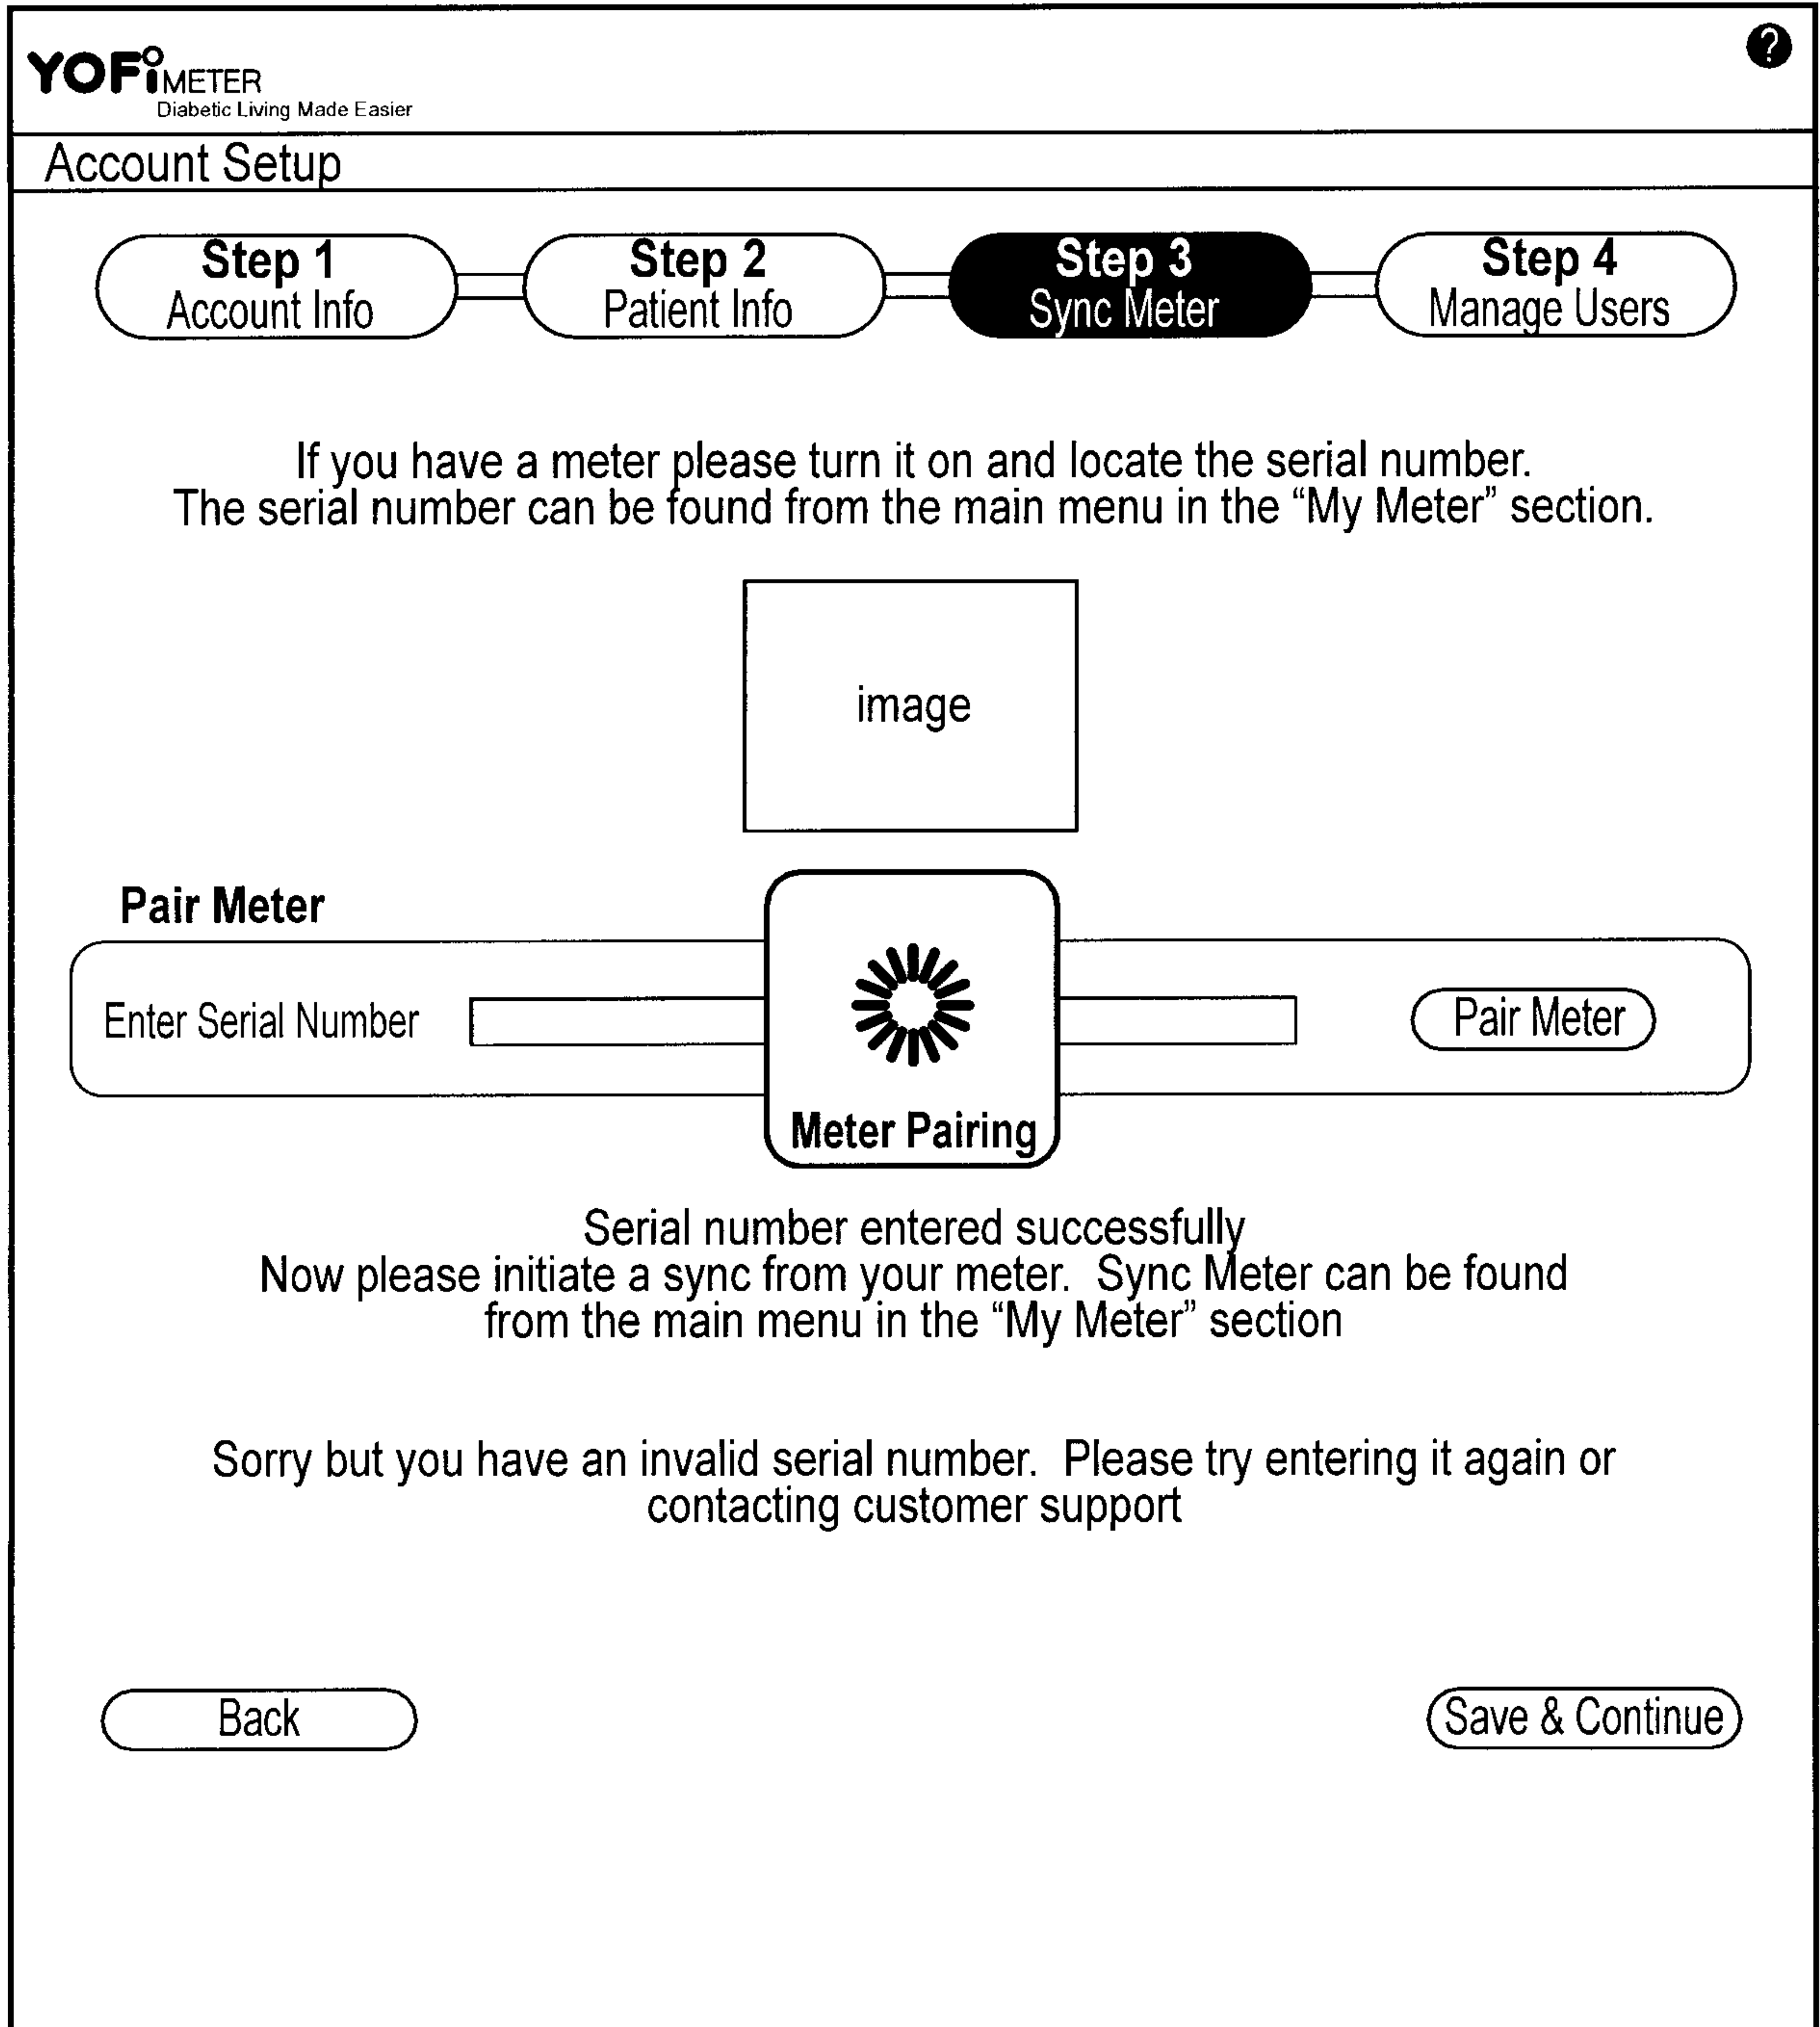 YOFiMETER
Diabetic Living Made Easier
?
Account Setup
Step 1
Account Info
Step 2
Patient Info
Step 3
Sync Meter
Step 4
Manage Users
If you have a meter please turn it on and locate the serial number.
The serial number can be found from the main menu in the “My Meter” section.
image
Pair Meter
Enter Serial Number
Pair Meter
Meter Pairing
Serial number entered successfully
Now please initiate a sync from your meter.  Sync Meter can be found
from the main menu in the “My Meter” section
Sorry but you have an invalid serial number.  Please try entering it again or
contacting customer support
Back
Save & Continue